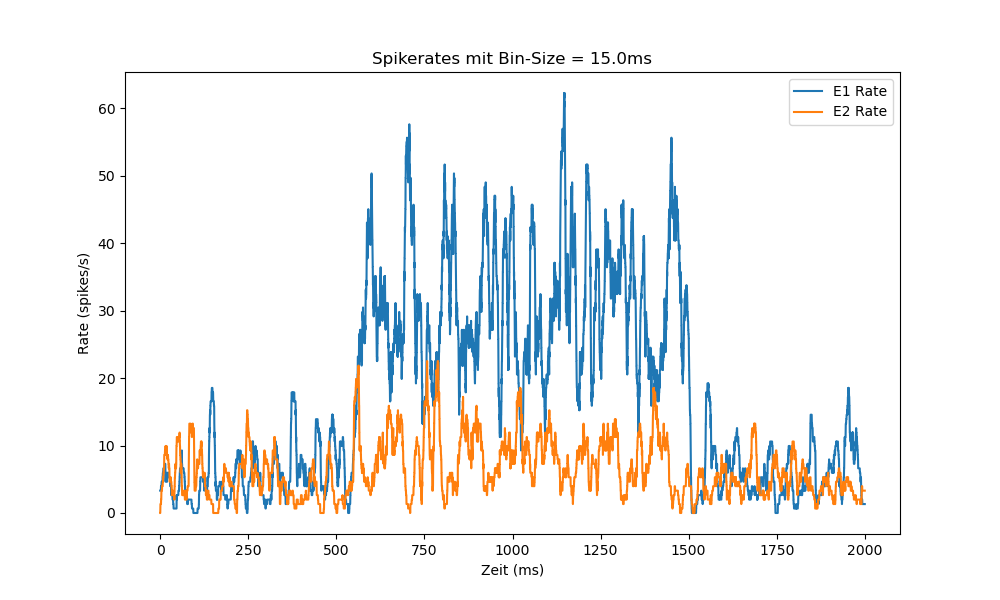 Spikerates mit Bin-Size = 15.0ms
E1 Rate
E2 Rate
60
50
40
30
20
10
0
Rate (spikes/s)
0 250 500 750 1000 1250 1500 1750 2000
Zeit (ms)